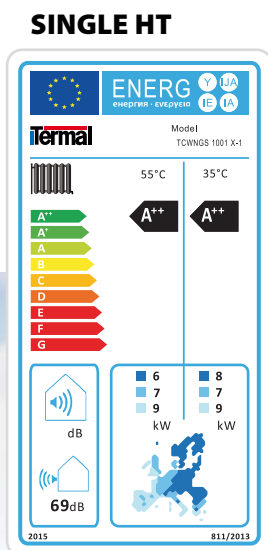 SINGLE HT
ENERG
енергия · ενεργεια
Y IJA
IE IA
iTermal
Model
TCWNGS 1001 X-1
55°C 35°C
A++ A++
A++
A+
A
B
C
D
E
F
G
6 8
7 7
9 9
kW kW
dB
69dB
2015 811/2013